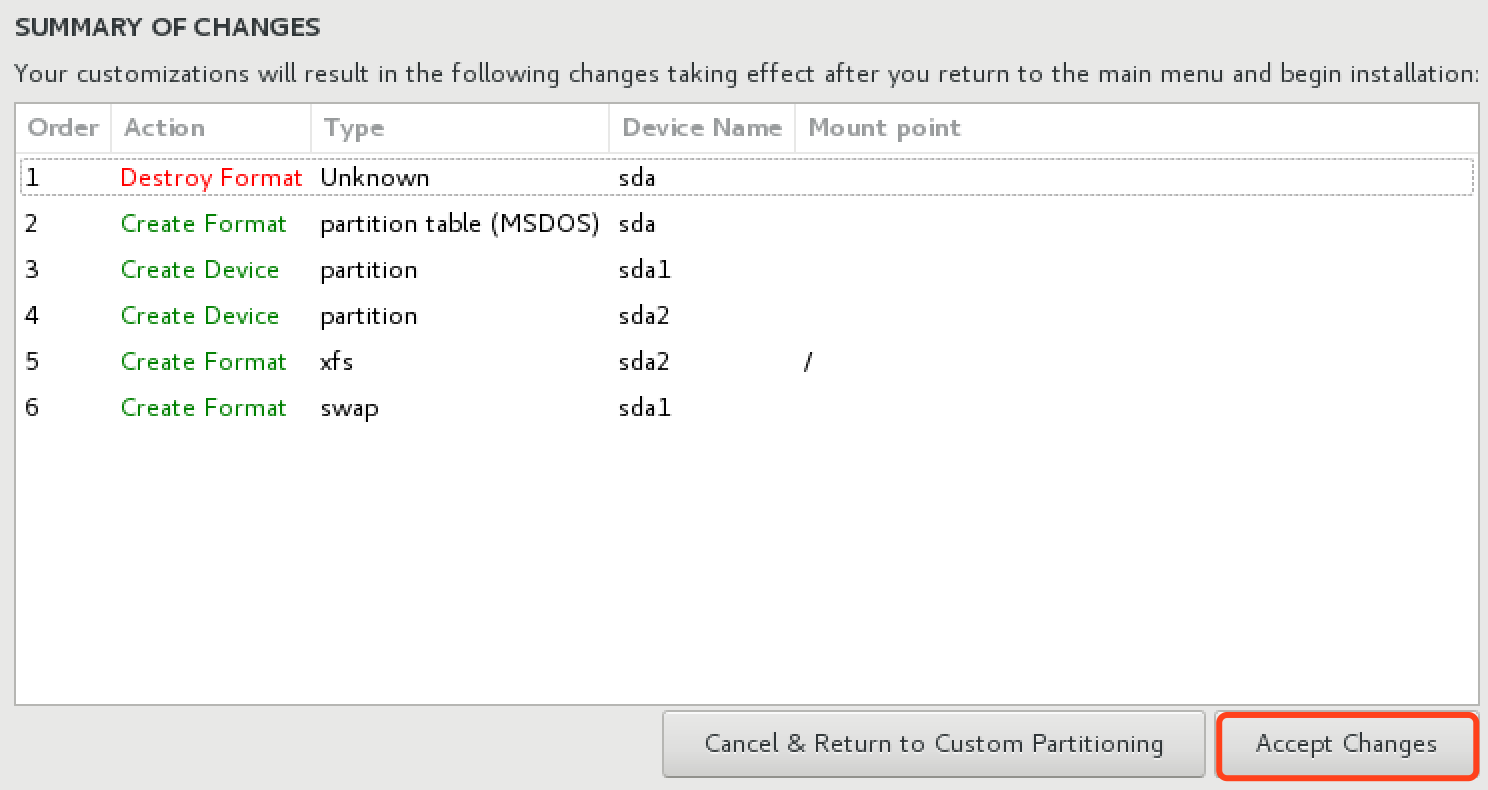 SUMMARY OF CHANGES
Your customizations will result in the following changes taking effect after you return to the main menu and begin installation:
Order Action Type Device Name Mount point
1 Destroy Format Unknown sda
2 Create Format partition table (MSDOS) sda
3 Create Device partition sda1
4 Create Device partition sda2
5 Create Format xfs sda2 /
6 Create Format swap sda1
Cancel & Return to Custom Partitioning Accept Changes